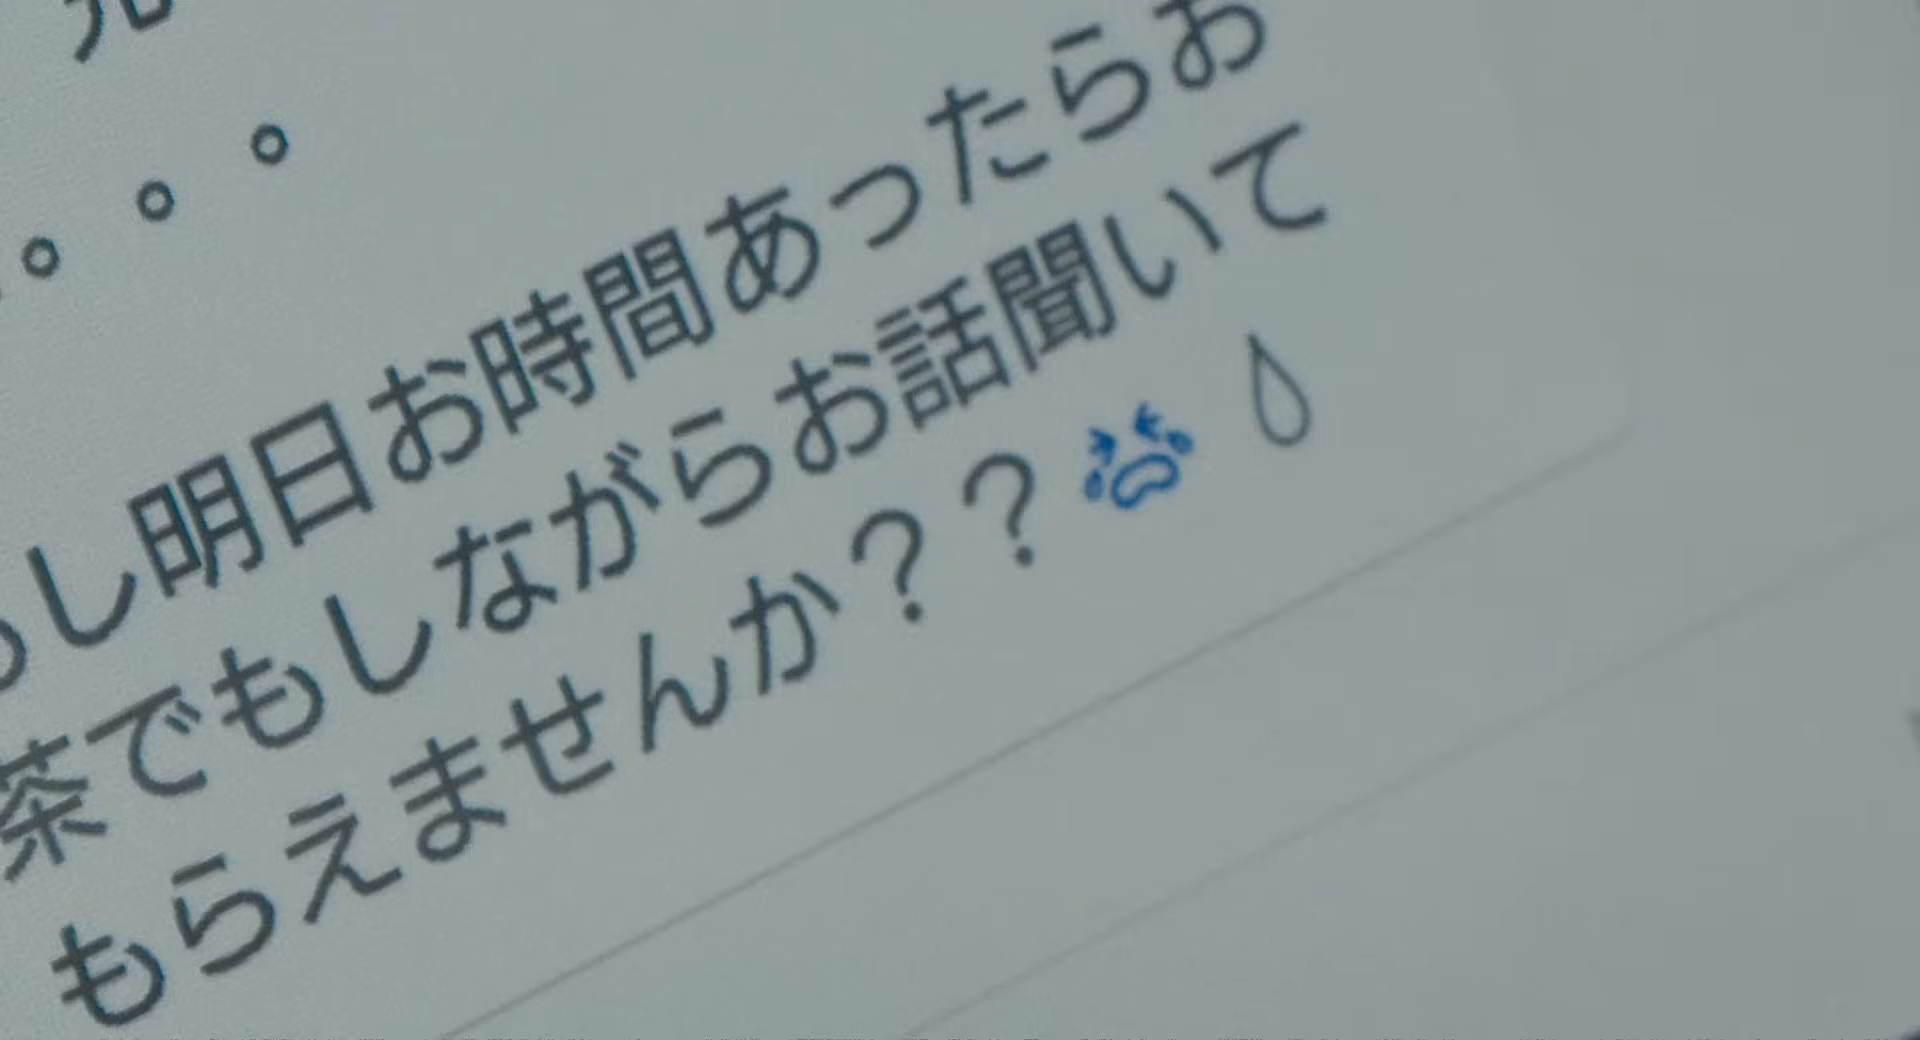 。。。
もし明日お時間あったらお
茶でもしながらお話聞いて
もらえませんか？？